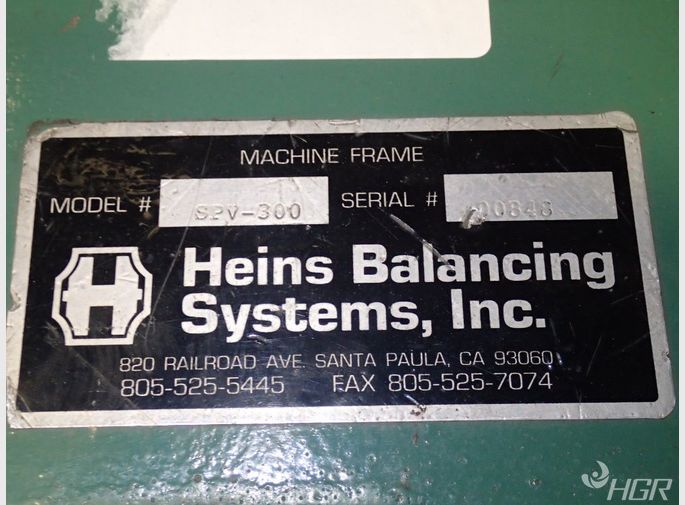 MACHINE FRAME
MODEL # SPV-300 SERIAL # 00848
H Heins Balancing
Systems, Inc.
820 RAILROAD AVE. SANTA PAULA, CA 93060
805-525-5445 FAX 805-525-7074
HGR